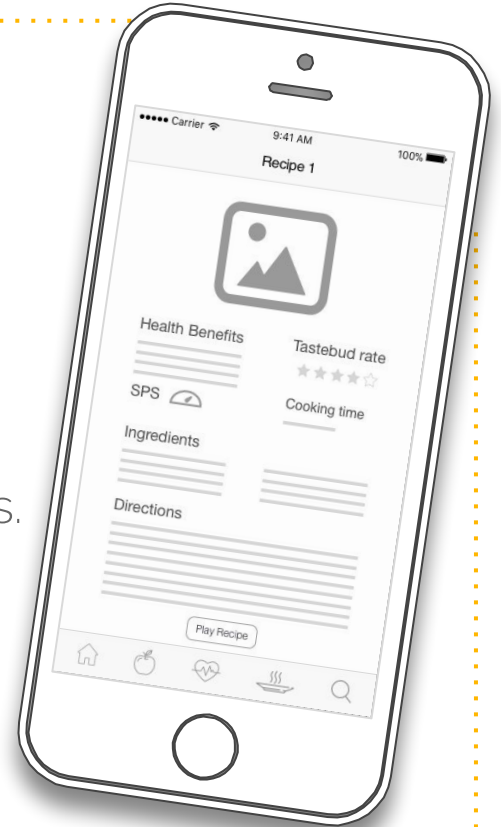 Carrier
9:41 AM
100%
Recipe 1
Health Benefits
Tastebud rate
SPS
Cooking time
Ingredients
Directions
Play Recipe
s.